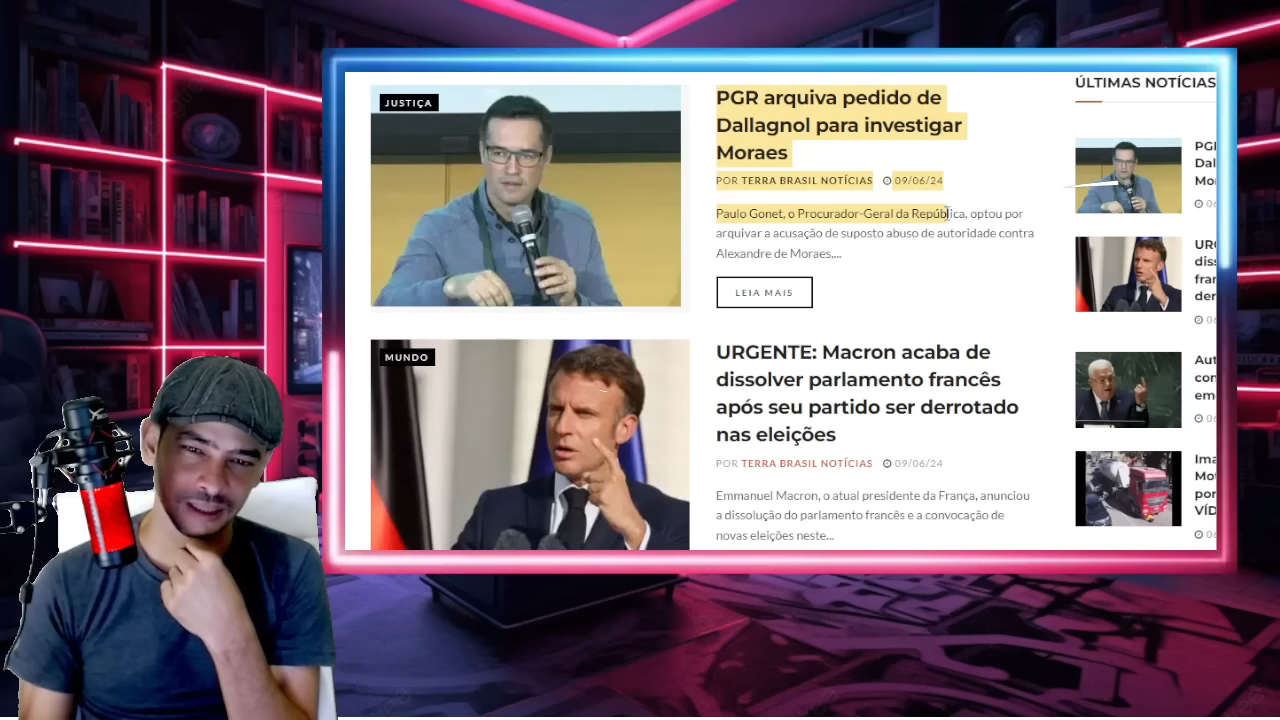 JUSTIÇA
PGR arquiva pedido de
Dallagnol para investigar
Moraes
POR TERRA BRASIL NOTÍCIAS 09/06/24
Paulo Gonet, o Procurador-Geral da República, optou por
arquivar a acusação de suposto abuso de autoridade contra
Alexandre de Moraes,...
LEIA MAIS
MUNDO
URGENTE: Macron acaba de
dissolver parlamento francês
após seu partido ser derrotado
nas eleições
POR TERRA BRASIL NOTÍCIAS 09/06/24
Emmanuel Macron, o atual presidente da França, anunciou
a dissolução do parlamento francês e a convocação de
novas eleições neste...
ÚLTIMAS NOTÍCIAS